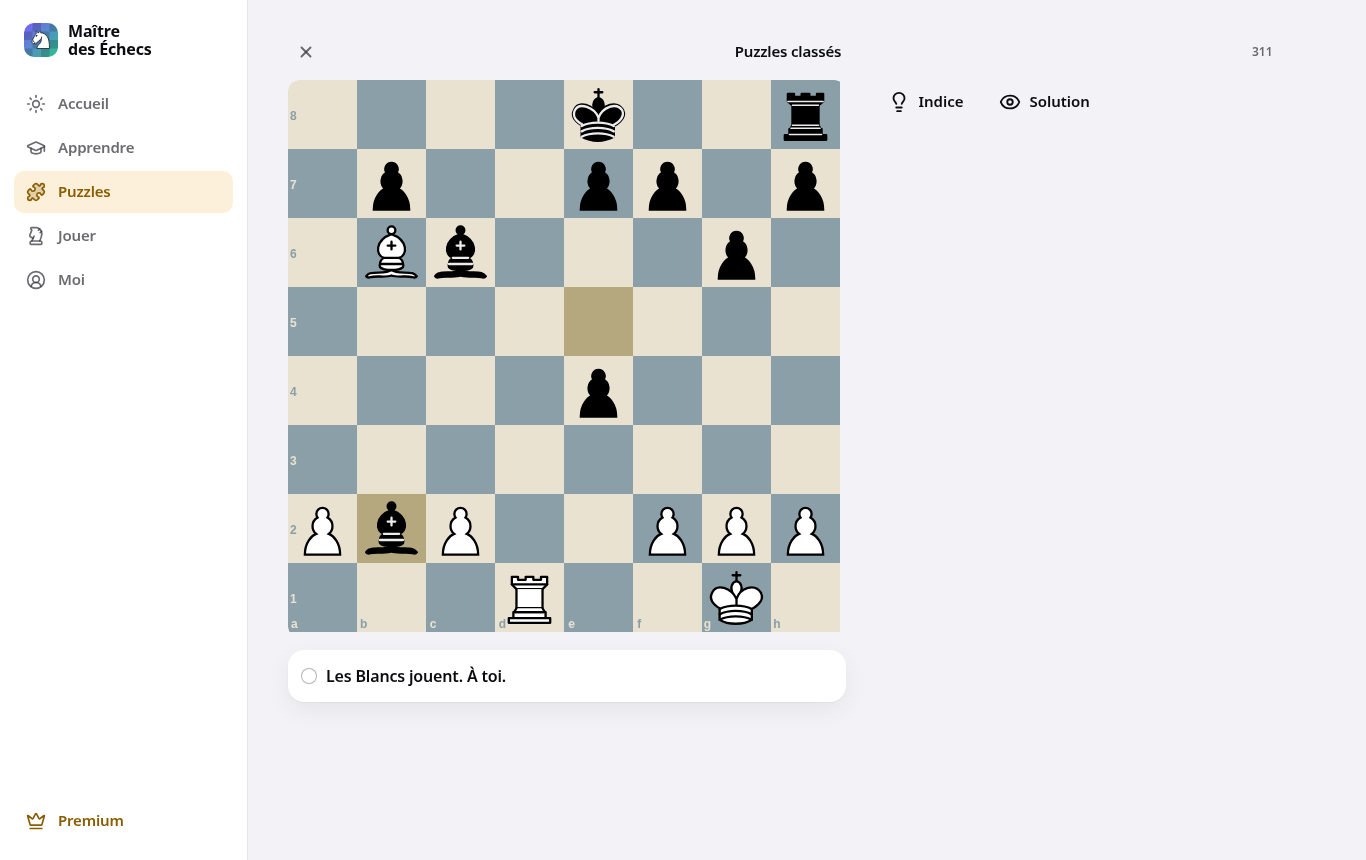 Maître
des Échecs
Accueil
Apprendre
Puzzles
Jouer
Moi
Premium
Puzzles classés
311
8
7
6
5
4
3
2
1
a b c d e f g h
Indice
Solution
Les Blancs jouent. À toi.